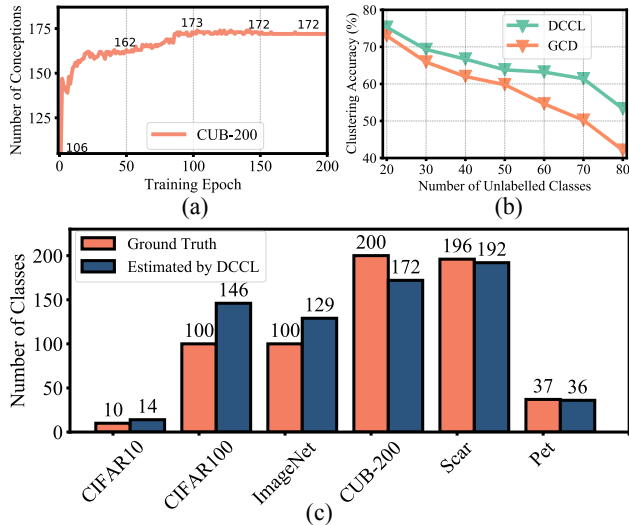 173
172
172
162
106
175
150
125
Number of Conceptions
CUB-200
0
50
100
150
200
Training Epoch
(a)
80
70
60
50
40
Clustering Accuracy (%)
DCCL
GCD
20
30
40
50
60
70
80
Number of Unlabelled Classes
(b)
Ground Truth
Estimated by DCCL
200
150
100
50
0
Number of Classes
10
14
100
146
100
129
200
172
196
192
37
36
CIFAR10
CIFAR100
ImageNet
CUB-200
Scar
Pet
(c)